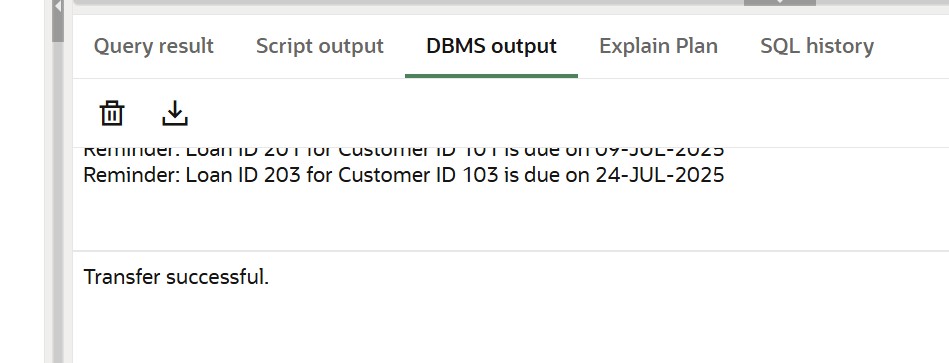 Query result Script output DBMS output Explain Plan SQL history
Reminder: Loan ID 201 for Customer ID 101 is due on 09-JUL-2025
Reminder: Loan ID 203 for Customer ID 103 is due on 24-JUL-2025
Transfer successful.